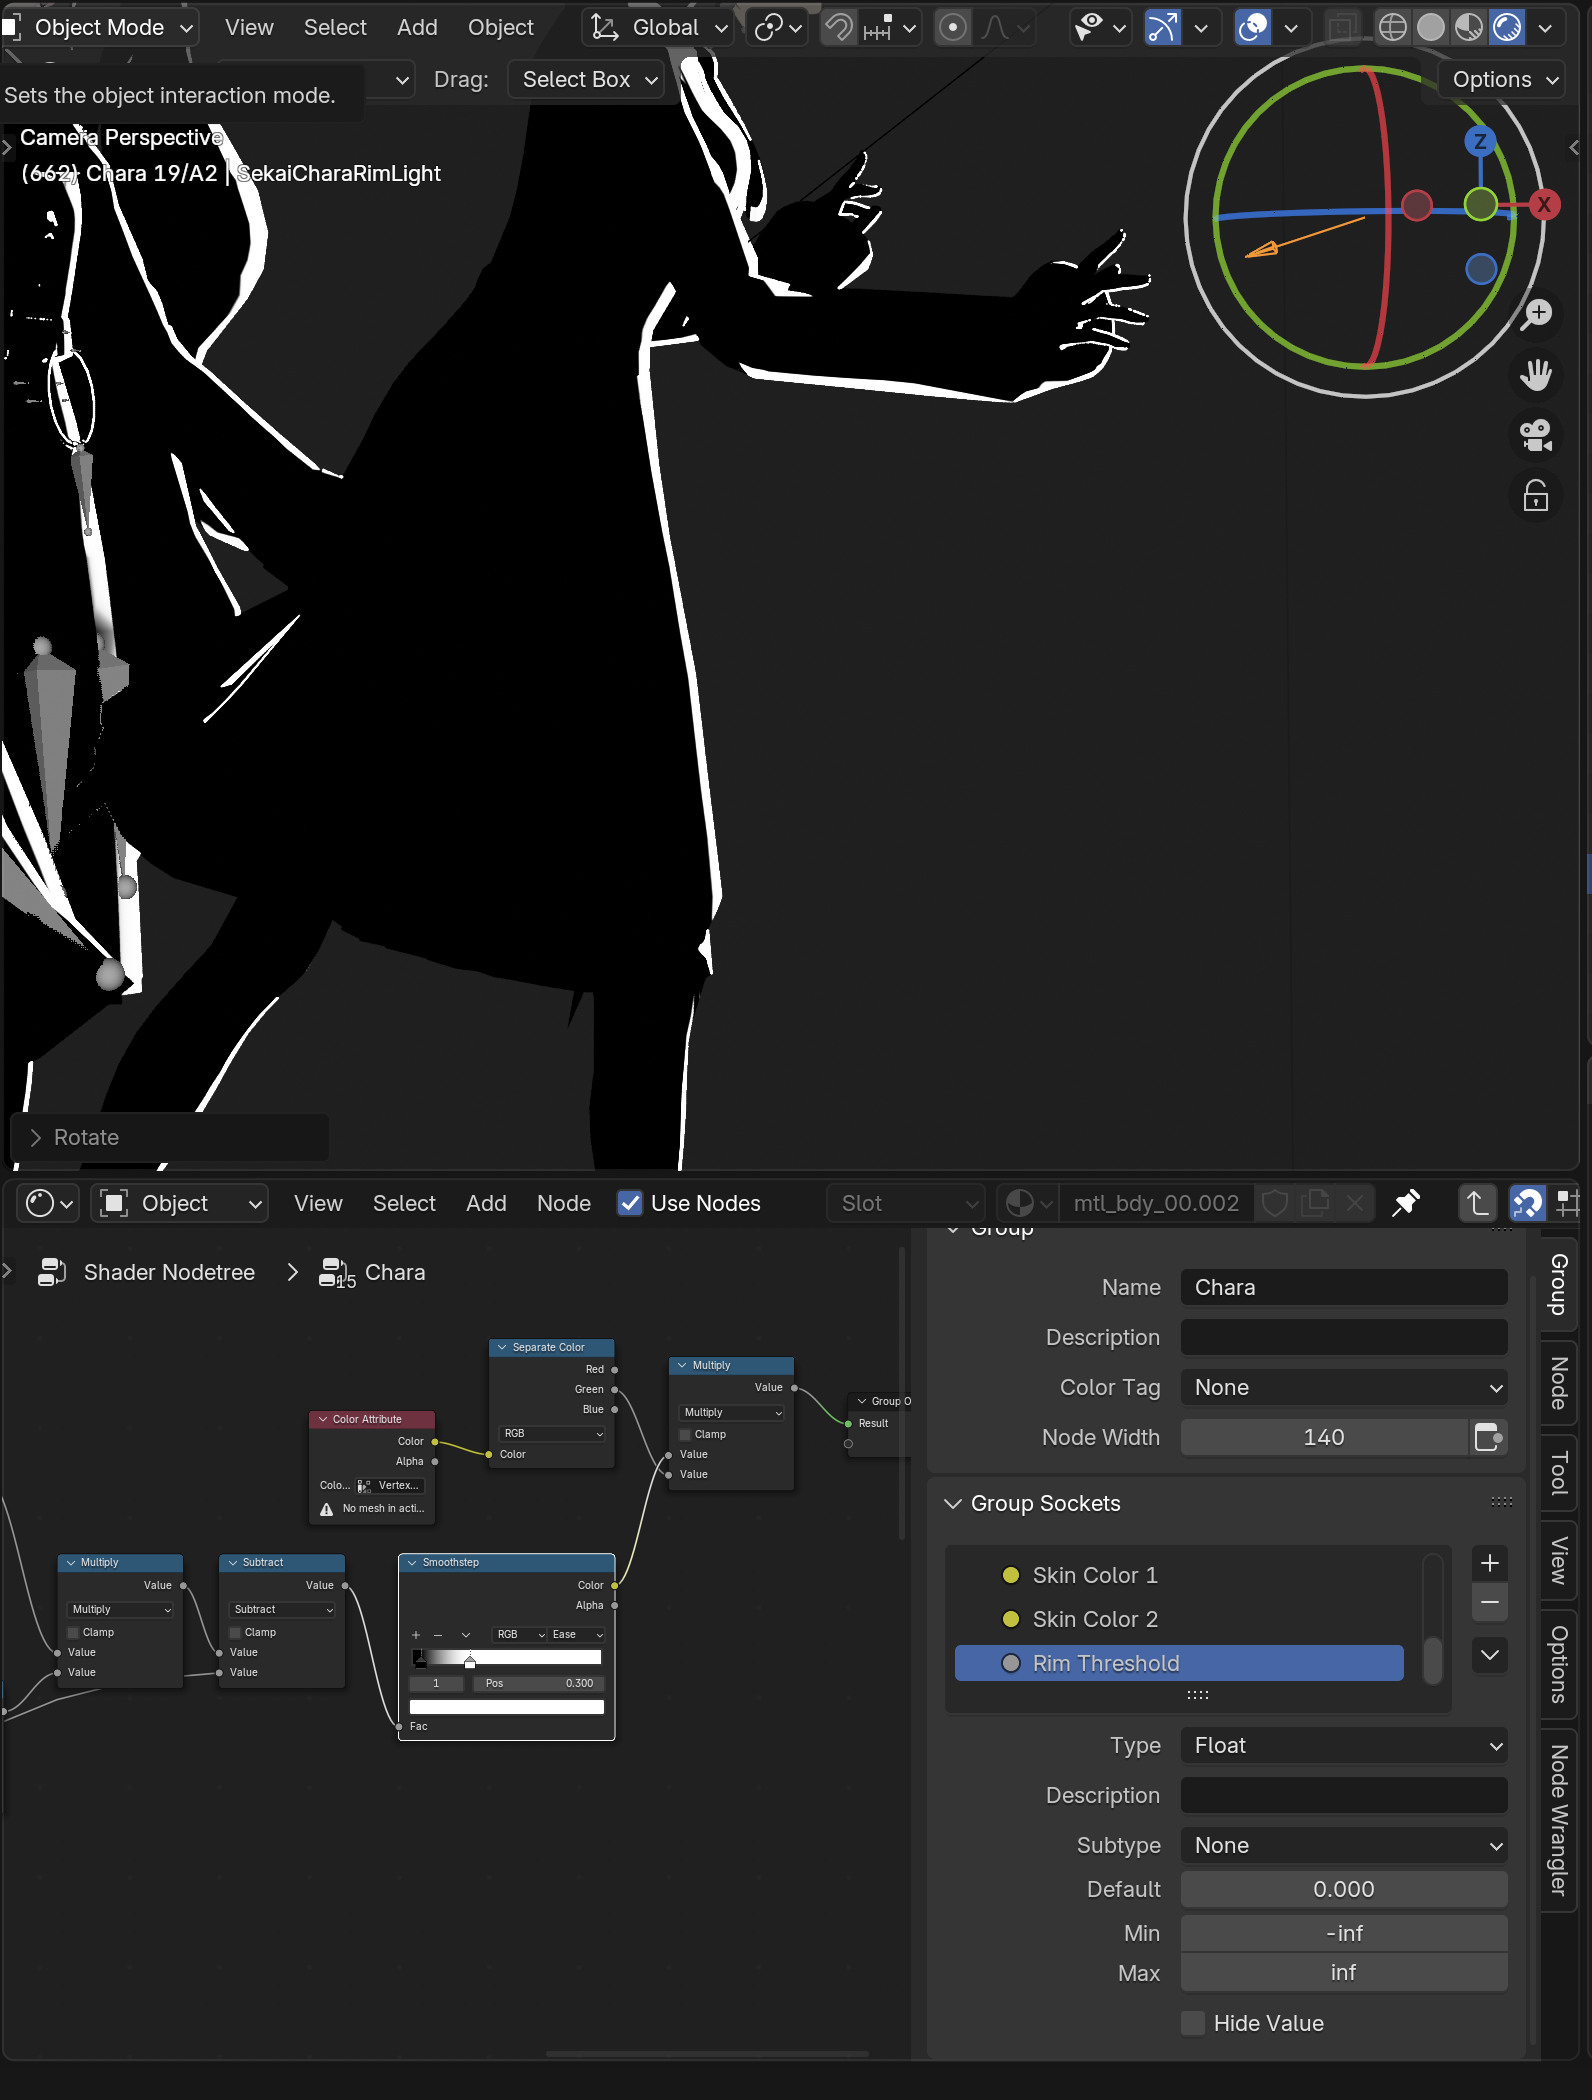 Object Mode View Select Add Object Global
Sets the object interaction mode. Drag: Select Box Options
Camera Perspective
(662) Chara 19/A2 | SekaiCharaRimLight
Z
X
Rotate
Object View Select Add Node Use Nodes Slot mtl_bdy_00.002
Shader Nodetree 15 Chara
Separate Color
Red
Green
Blue
RGB
Color
Multiply
Value
Multiply
Clamp
Value
Value
Group O
Result
Color Attribute
Color
Alpha
Colo... Vertex...
No mesh in acti...
Multiply
Value
Multiply
Clamp
Value
Value
Subtract
Value
Subtract
Clamp
Value
Value
Smoothstep
Color
Alpha
RGB Ease
1 Pos 0.300
Fac
Group
Name Chara
Description
Color Tag None
Node Width 140
Group Sockets
Skin Color 1
Skin Color 2
Rim Threshold
Type Float
Description
Subtype None
Default 0.000
Min -inf
Max inf
Hide Value
Group
Node
Tool
View
Options
Node Wrangler